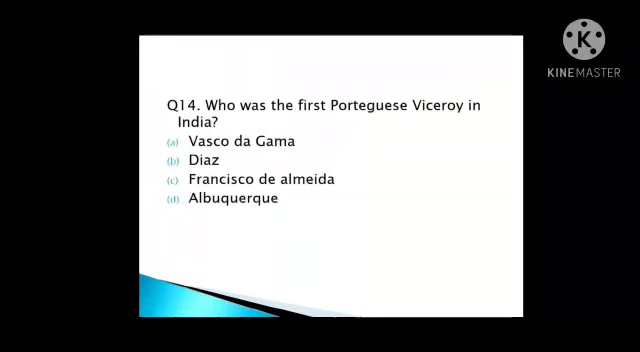 K
KINEMASTER
Q14. Who was the first Porteguese Viceroy in
India?
(a) Vasco da Gama
(b) Diaz
(c) Francisco de almeida
(d) Albuquerque